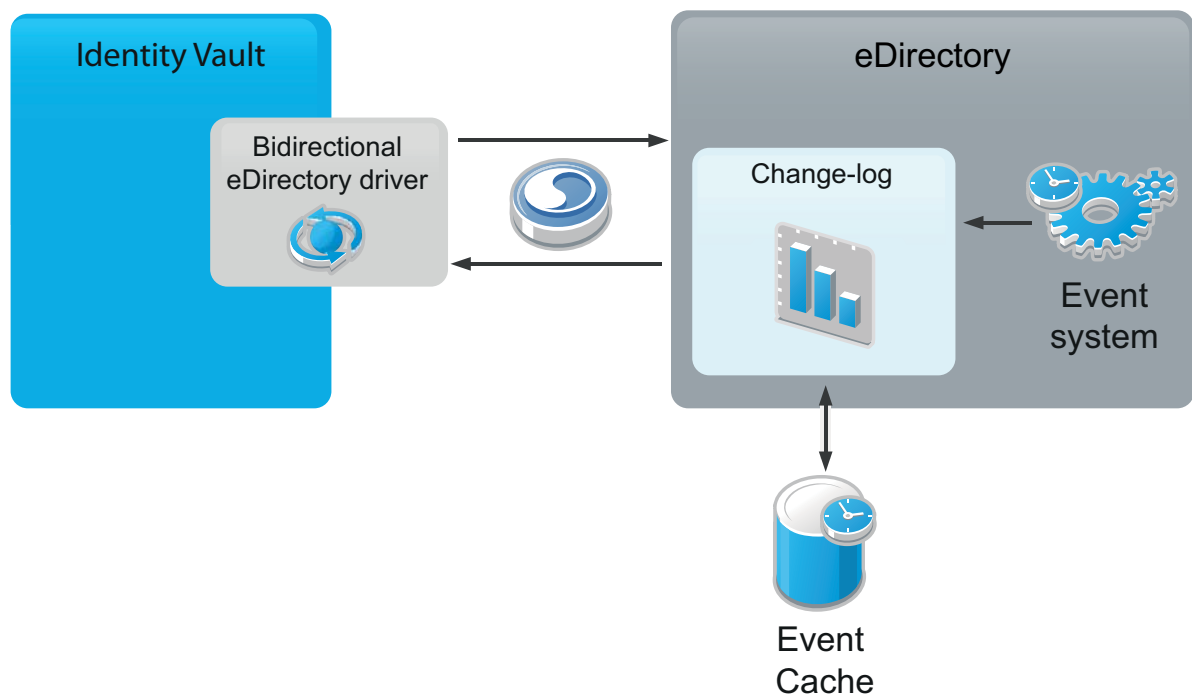 Identity Vault
eDirectory
Bidirectional
eDirectory driver
Change-log
Event
system
Event
Cache